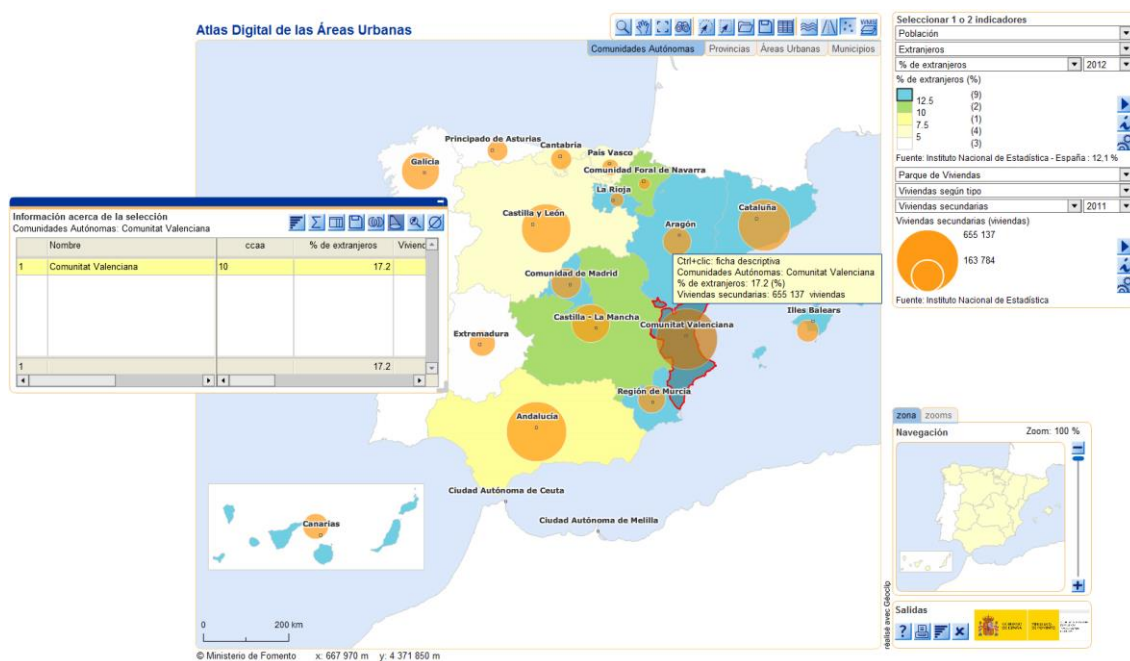 Atlas Digital de las Áreas Urbanas
WMS
Comunidades Autónomas Provincias Áreas Urbanas Municipios
Principado de Asturias
Cantabria
País Vasco
Galicia
Comunidad Foral de Navarra
La Rioja
Cataluña
Castilla y León
Aragón
Ctrl+clic: ficha descriptiva
Comunidades Autónomas: Comunitat Valenciana
% de extranjeros: 17.2 (%)
Viviendas secundarias: 655 137 viviendas
Comunidad de Madrid
Illes Balears
Castilla - La Mancha
Comunitat Valenciana
Extremadura
Región de Murcia
Andalucía
Ciudad Autónoma de Ceuta
Canarias
Ciudad Autónoma de Melilla
0 200 km
© Ministerio de Fomento x: 667 970 m y: 4 371 850 m
réalisé avec Géoclip
Información acerca de la selección
Comunidades Autónomas: Comunitat Valenciana
Nombre ccaa % de extranjeros Viviend
1 Comunitat Valenciana 10 17.2
1 17.2
Seleccionar 1 o 2 indicadores
Población
Extranjeros
% de extranjeros 2012
% de extranjeros (%)
(9)
12.5
(2)
10
(1)
7.5
(4)
5
(3)
Fuente: Instituto Nacional de Estadística - España : 12,1 %
Parque de Viviendas
Viviendas según tipo
Viviendas secundarias 2011
Viviendas secundarias (viviendas)
655 137
163 784
Fuente: Instituto Nacional de Estadística
zona zooms
Navegación Zoom: 100 %
Salidas